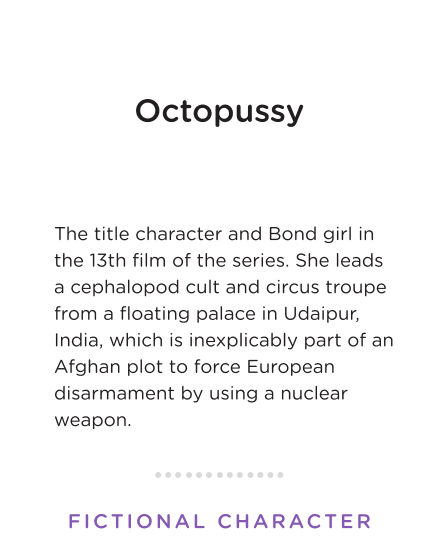 Octopussy
The title character and Bond girl in
the 13th film of the series. She leads
a cephalopod cult and circus troupe
from a floating palace in Udaipur,
India, which is inexplicably part of an
Afghan plot to force European
disarmament by using a nuclear
weapon.
FICTIONAL CHARACTER